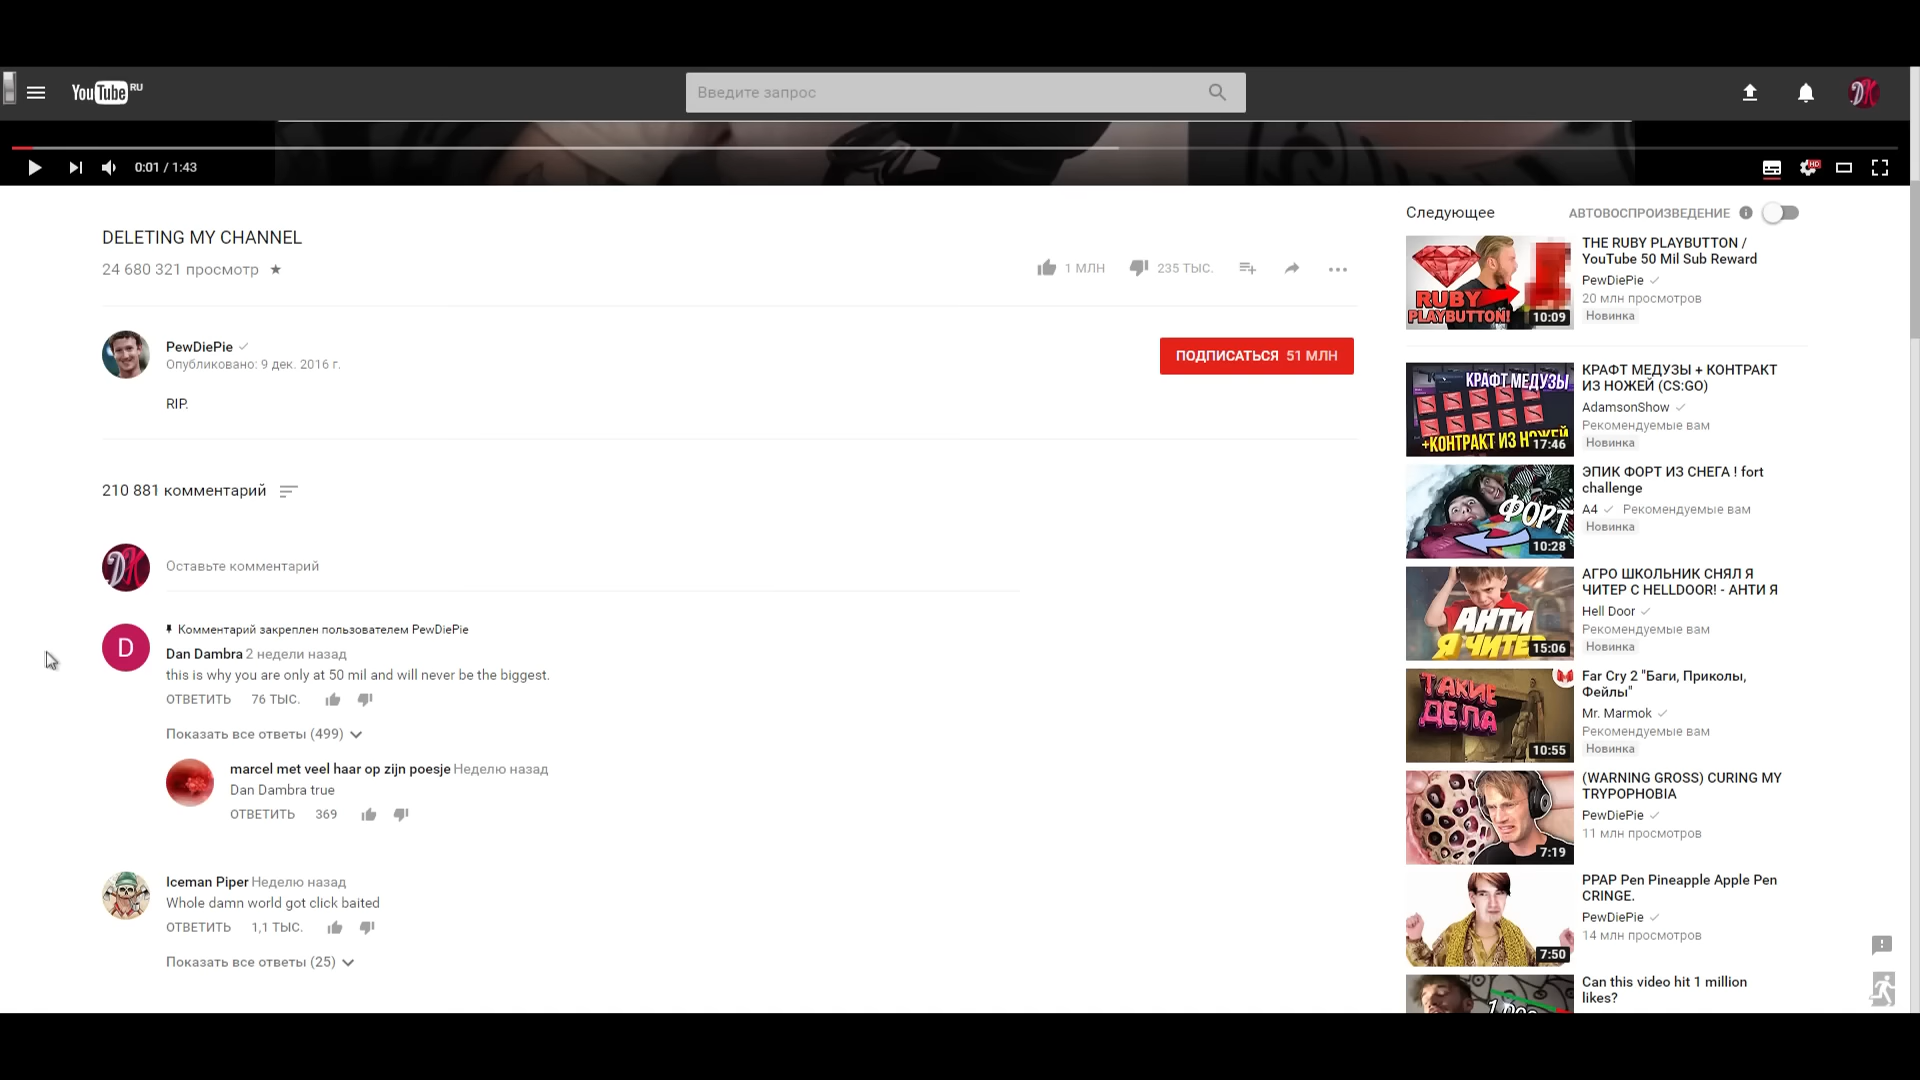 YouTube RU
Введите запрос
0:01 / 1:43
HD
DELETING MY CHANNEL
24 680 321 просмотр
1 МЛН
235 ТЫС.
PewDiePie
Опубликовано: 9 дек. 2016 г.
ПОДПИСАТЬСЯ 51 МЛН
RIP.
210 881 комментарий
DK
Оставьте комментарий
D
Комментарий закреплен пользователем PewDiePie
Dan Dambra 2 недели назад
this is why you are only at 50 mil and will never be the biggest.
ОТВЕТИТЬ 76 ТЫС.
Показать все ответы (499)
marcel met veel haar op zijn poesje Неделю назад
Dan Dambra true
ОТВЕТИТЬ 369
Iceman Piper Неделю назад
Whole damn world got click baited
ОТВЕТИТЬ 1,1 ТЫС.
Показать все ответы (25)
Следующее
АВТОВОСПРОИЗВЕДЕНИЕ
RUBY
PLAYBUTTON!
10:09
THE RUBY PLAYBUTTON /
YouTube 50 Mil Sub Reward
PewDiePie
20 млн просмотров
Новинка
КРАФТ МЕДУЗЫ
+КОНТРАКТ ИЗ НОЖЕЙ
17:46
КРАФТ МЕДУЗЫ + КОНТРАКТ
ИЗ НОЖЕЙ (CS:GO)
AdamsonShow
Рекомендуемые вам
Новинка
ФОРТ
10:28
ЭПИК ФОРТ ИЗ СНЕГА ! fort
challenge
A4 Рекомендуемые вам
Новинка
АНТИ
Я ЧИТЕР
15:06
АГРО ШКОЛЬНИК СНЯЛ Я
ЧИТЕР С HELLDOOR! - АНТИ Я
Hell Door
Рекомендуемые вам
Новинка
ТАКИЕ
ДЕЛА
10:55
Far Cry 2 "Баги, Приколы,
Фейлы"
Mr. Marmok
Рекомендуемые вам
Новинка
7:19
(WARNING GROSS) CURING MY
TRYPOPHOBIA
PewDiePie
11 млн просмотров
7:50
PPAP Pen Pineapple Apple Pen
CRINGE.
PewDiePie
14 млн просмотров
Can this video hit 1 million
likes?